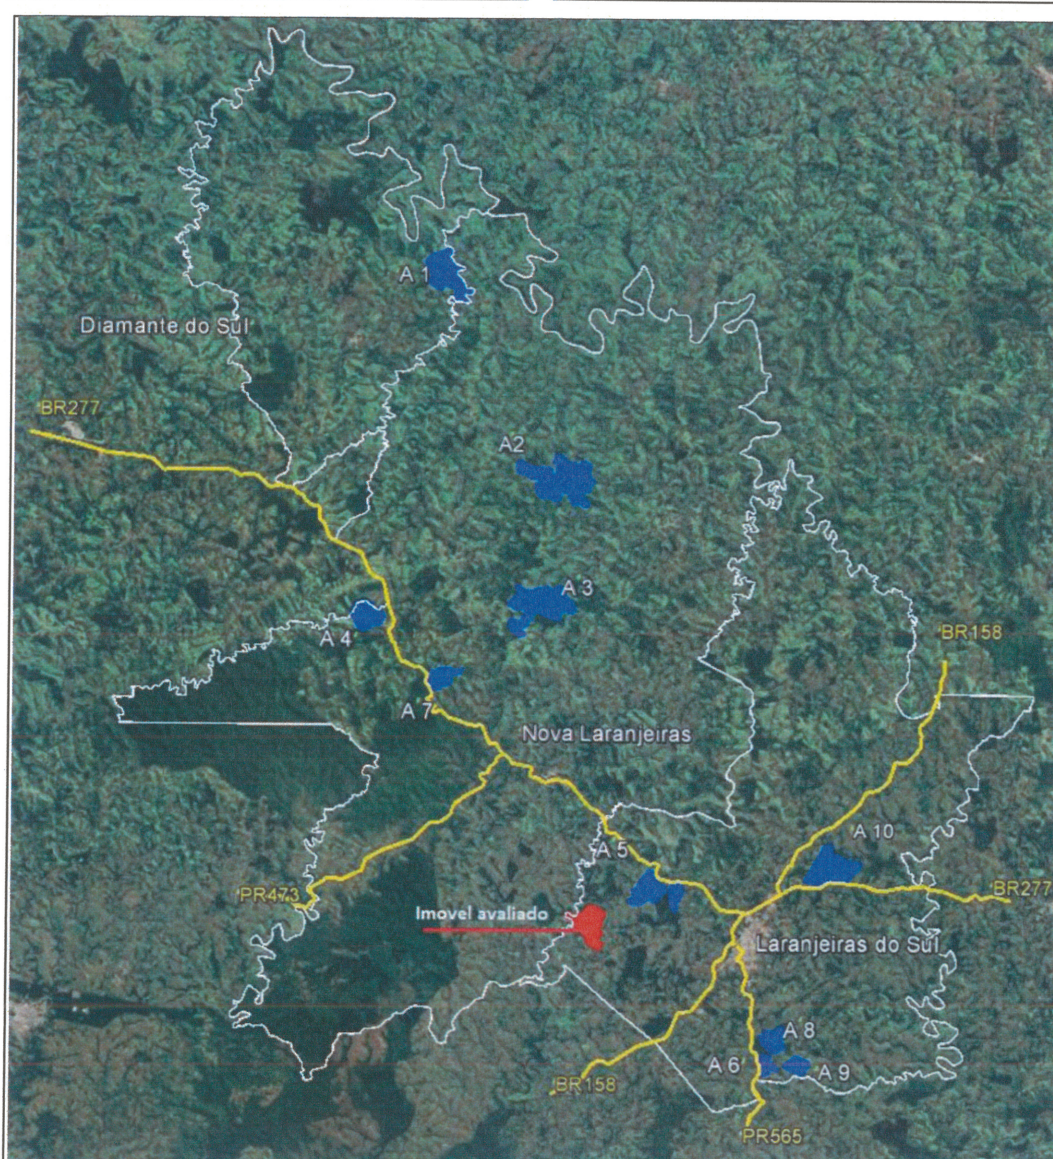 A 1
Diamante do Sul
BR277
A2
A 3
A 4
BR158
A 7
Nova Laranjeiras
A 5
A 10
PR473
BR277
Imovel avaliado
Laranjeiras do Sul
A 8
A 6
A 9
BR158
PR565